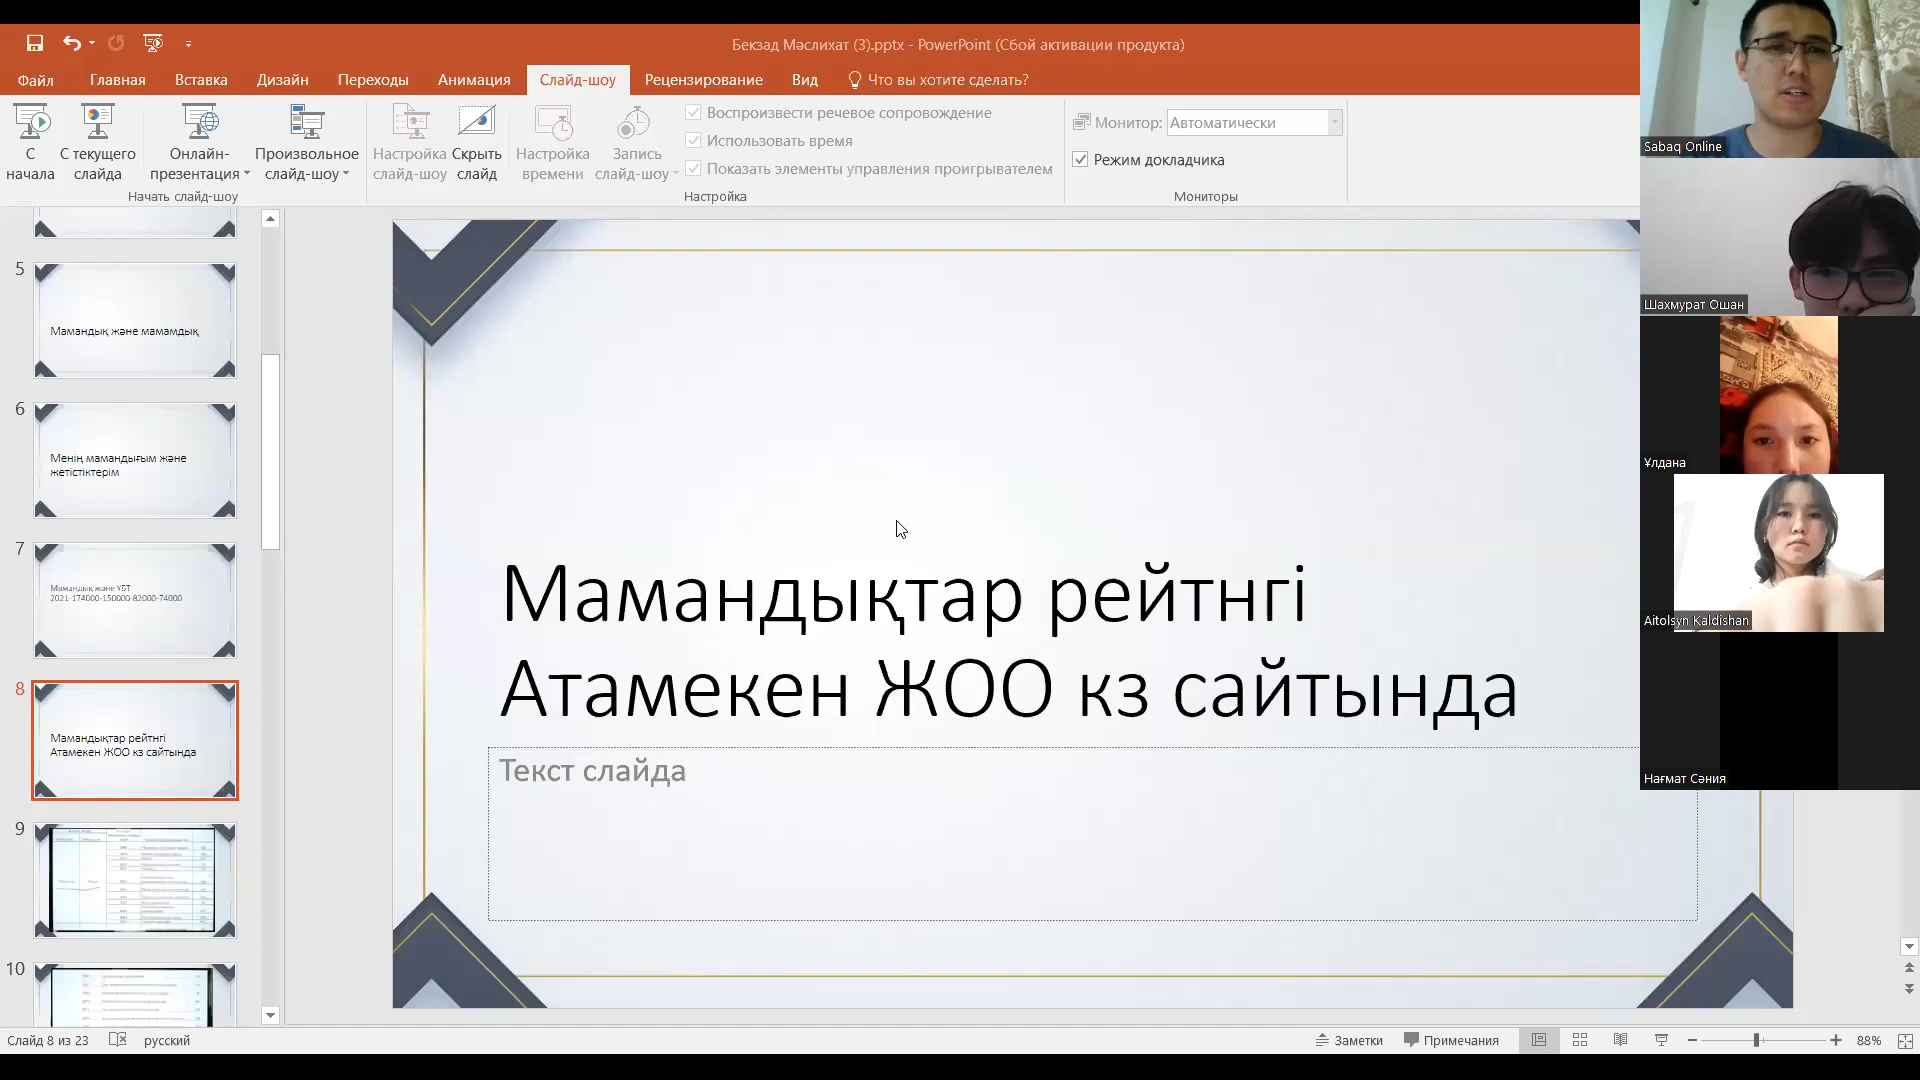 Бекзад Мәслихат (3).pptx - PowerPoint (Сбой активации продукта)
Файл Главная Вставка Дизайн Переходы Анимация Слайд-шоу Рецензирование Вид Что вы хотите сделать?
С начала
С текущего слайда
Онлайн-презентация
Произвольное слайд-шоу
Начать слайд-шоу
Настройка слайд-шоу
Скрыть слайд
Настройка времени
Запись слайд-шоу
Воспроизвести речевое сопровождение
Использовать время
Показать элементы управления проигрывателем
Настройка
Монитор: Автоматически
Режим докладчика
Мониторы
5
Мамандық және мамамдық
6
Менің мамандығым және
жетістіктерім
7
Мамандық және ҰБТ
2021-174000-150000-82000-74000
8
Мамандықтар рейтнгі
Атамекен ЖОО кз сайтында
9
10
Мамандықтар рейтнгі
Атамекен ЖОО кз сайтында
Текст слайда
Sabaq Online
Шахмурат Ошан
Ұлдана
Aitolsyn Kaldishan
Нағмат Сәния
Слайд 8 из 23 русский Заметки Примечания 88%